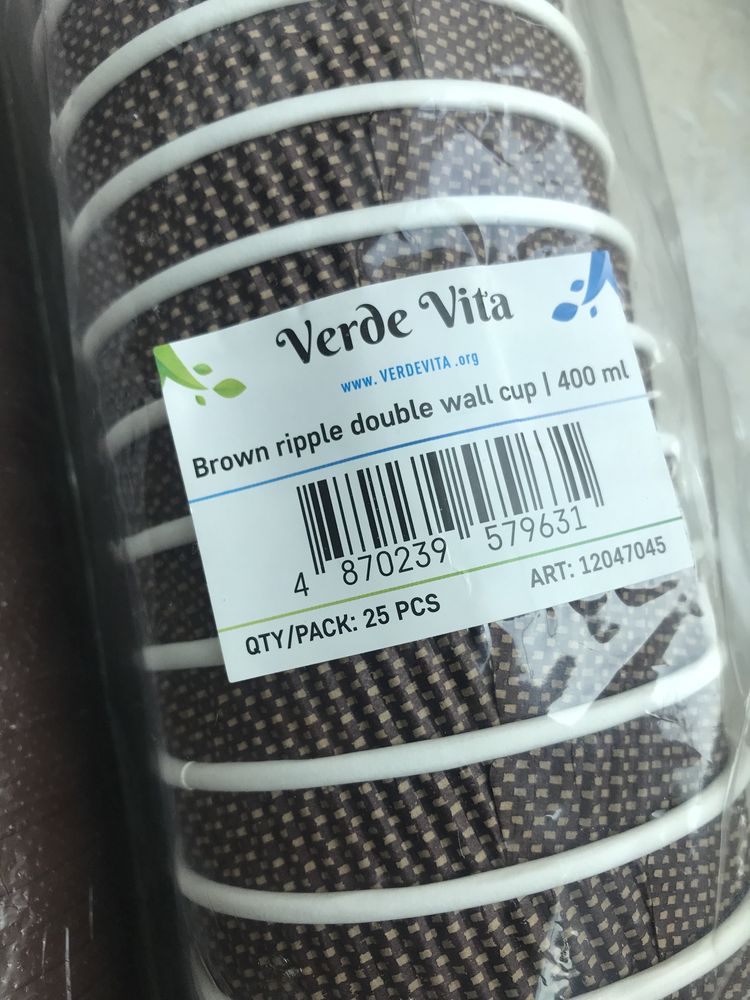 Verde Vita
www. VERDEVITA .org
Brown ripple double wall cup | 400 ml
4 870239 579631
ART: 12047045
QTY/PACK: 25 PCS